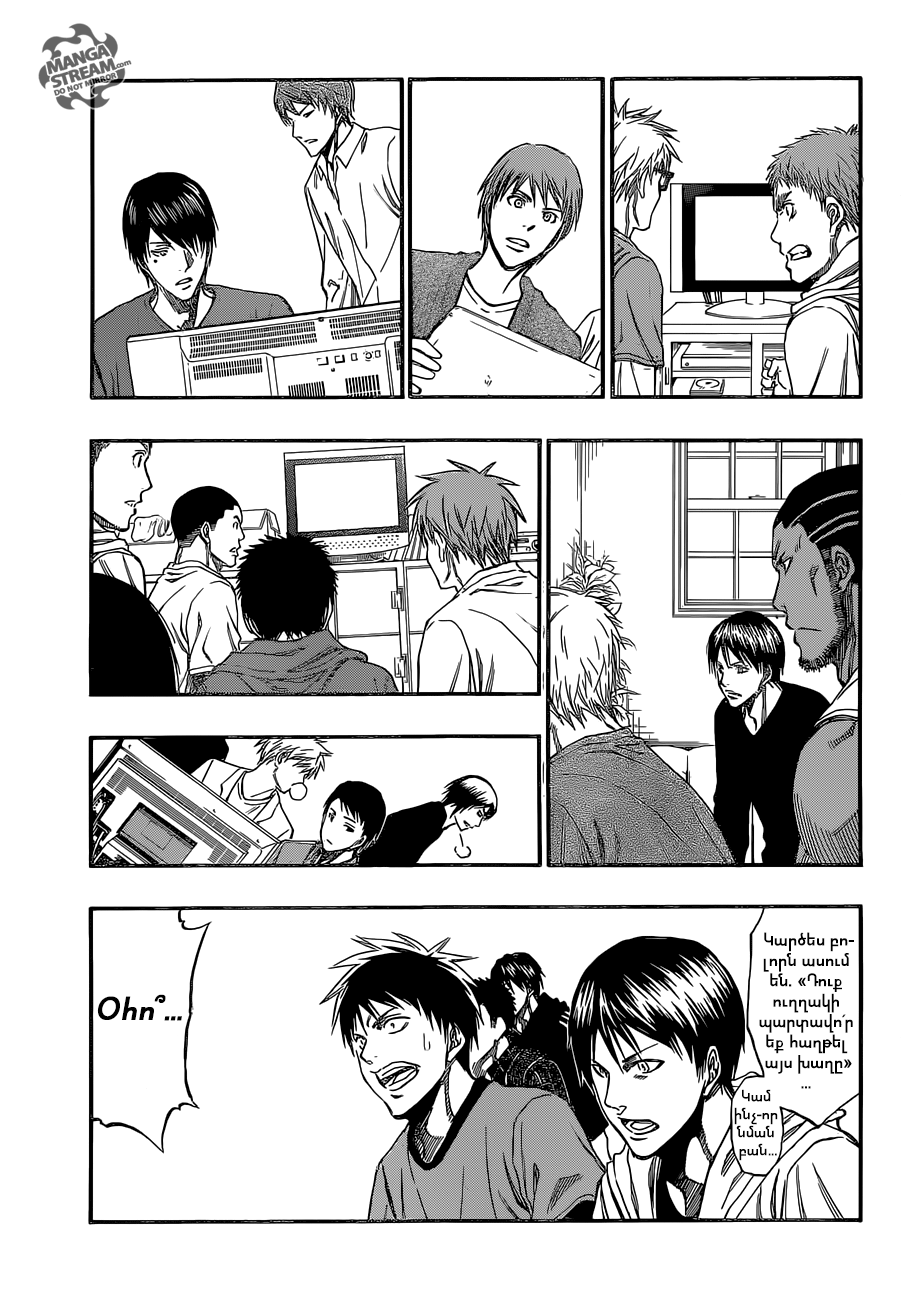 MANGA
STREAM.com
DO NOT MIRROR
Կարծես բո-
լորն ասում
են. «Դուք
ուղղակի
պարտավո՛ր
եք հաղթել
այս խաղը»
...
Կամ
ինչ-որ
նման
բան...
Օhո՞...